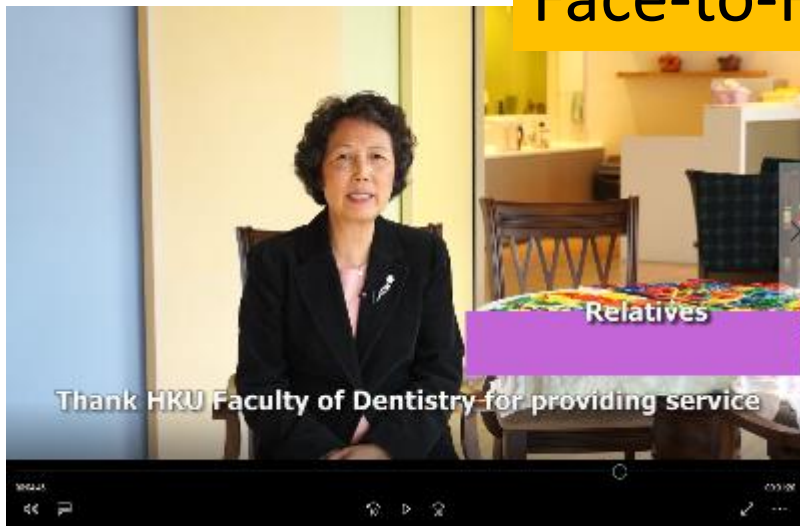 Face-to-
Relatives
Thank HKU Faculty of Dentistry for providing service